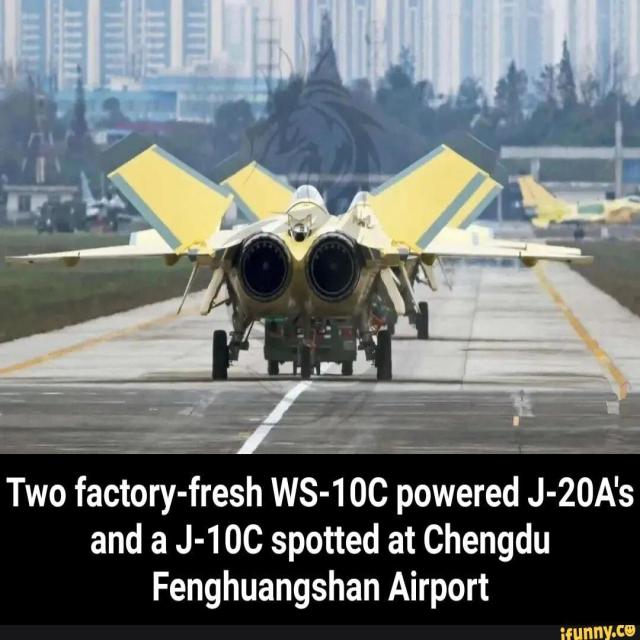 Two factory-fresh WS-10C powered J-20A's
and a J-10C spotted at Chengdu
Fenghuangshan Airport
ifunny.co